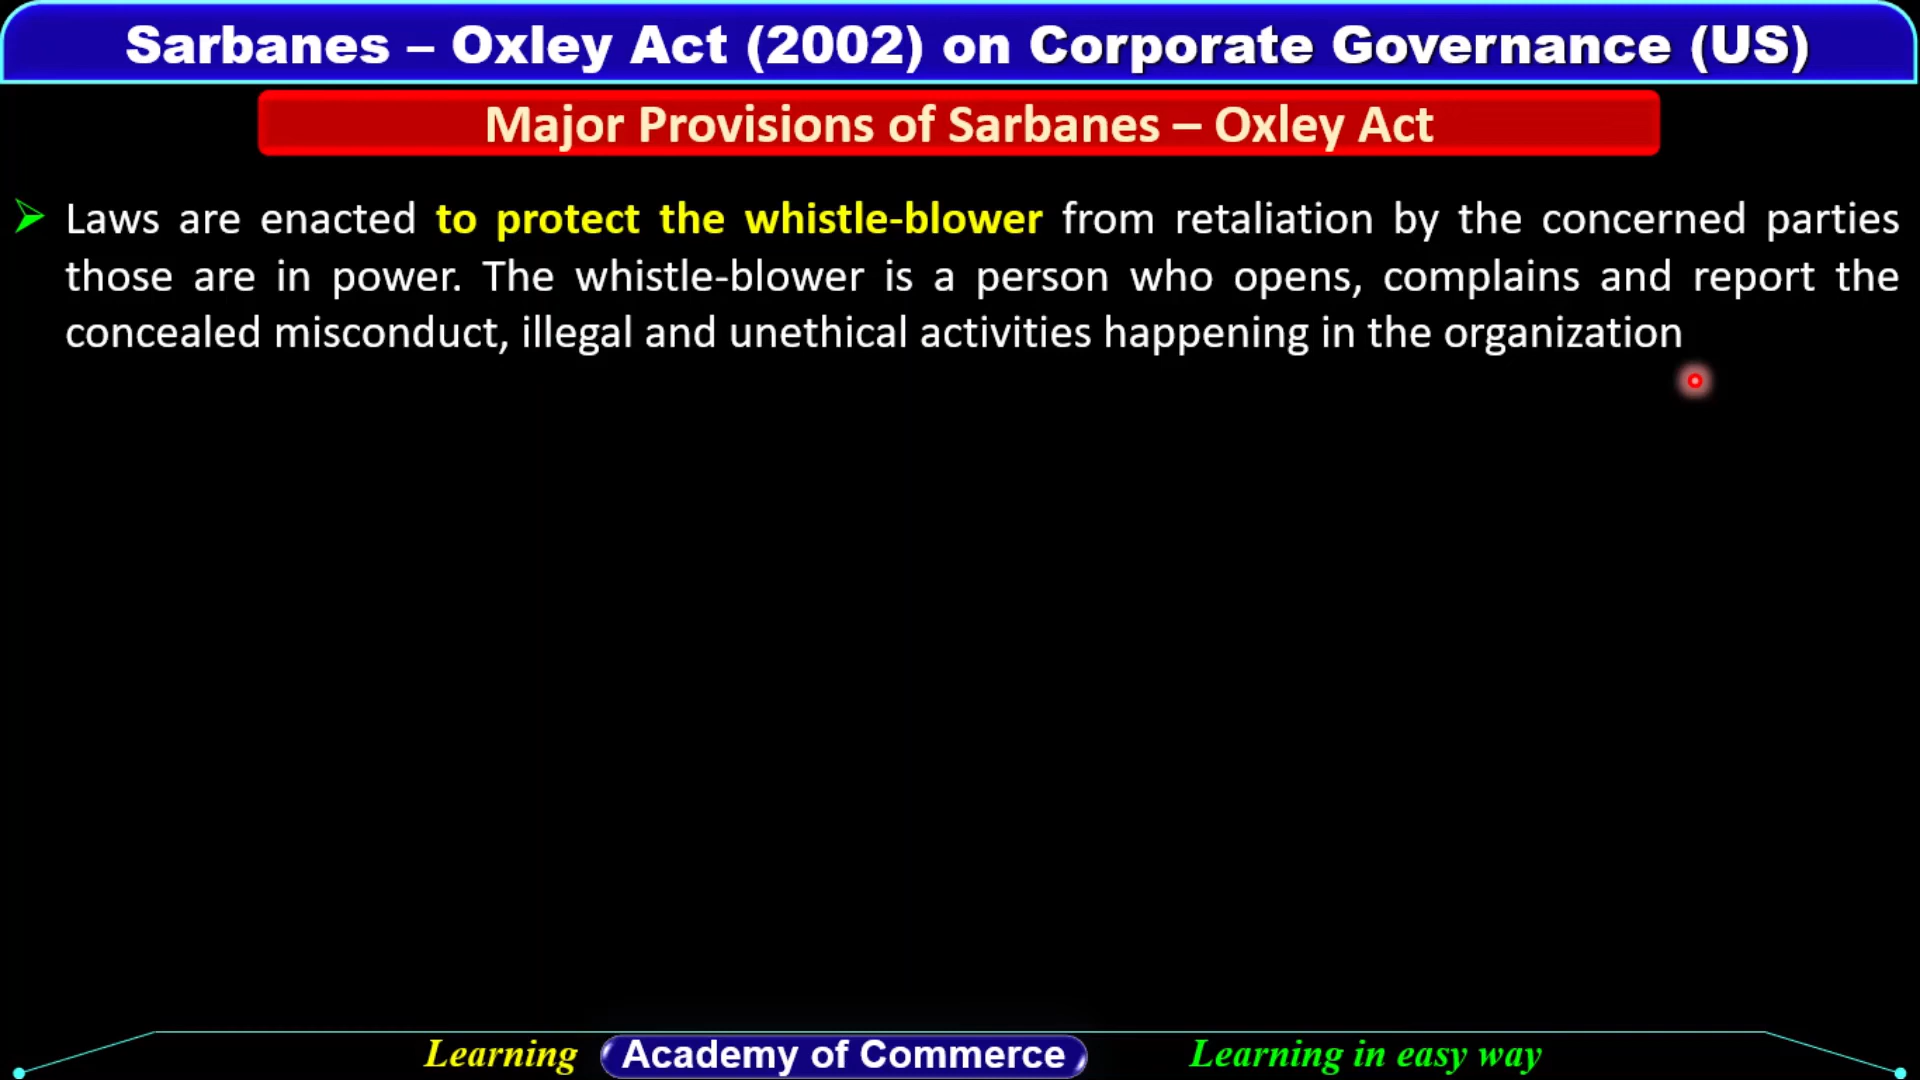 Sarbanes – Oxley Act (2002) on Corporate Governance (US)
Major Provisions of Sarbanes – Oxley Act
Laws are enacted to protect the whistle-blower from retaliation by the concerned parties
those are in power. The whistle-blower is a person who opens, complains and report the
concealed misconduct, illegal and unethical activities happening in the organization
Learning Academy of Commerce Learning in easy way